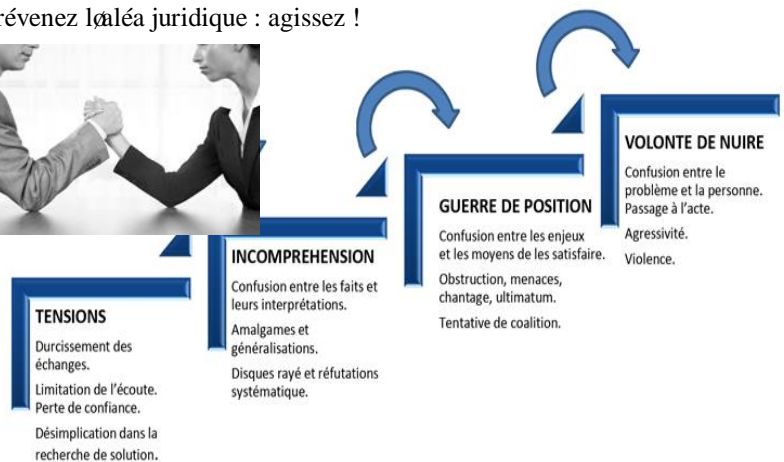 révenez løaléa juridique : agissez !
TENSIONS
Durcissement des
échanges.
Limitation de l'écoute.
Perte de confiance.
Désimplication dans la
recherche de solution.
INCOMPREHENSION
Confusion entre les faits et
leurs interprétations.
Amalgames et
généralisations.
Disques rayé et réfutations
systématique.
GUERRE DE POSITION
Confusion entre les enjeux
et les moyens de les satisfaire.
Obstruction, menaces,
chantage, ultimatum.
Tentative de coalition.
VOLONTE DE NUIRE
Confusion entre le
problème et la personne.
Passage à l'acte.
Agressivité.
Violence.